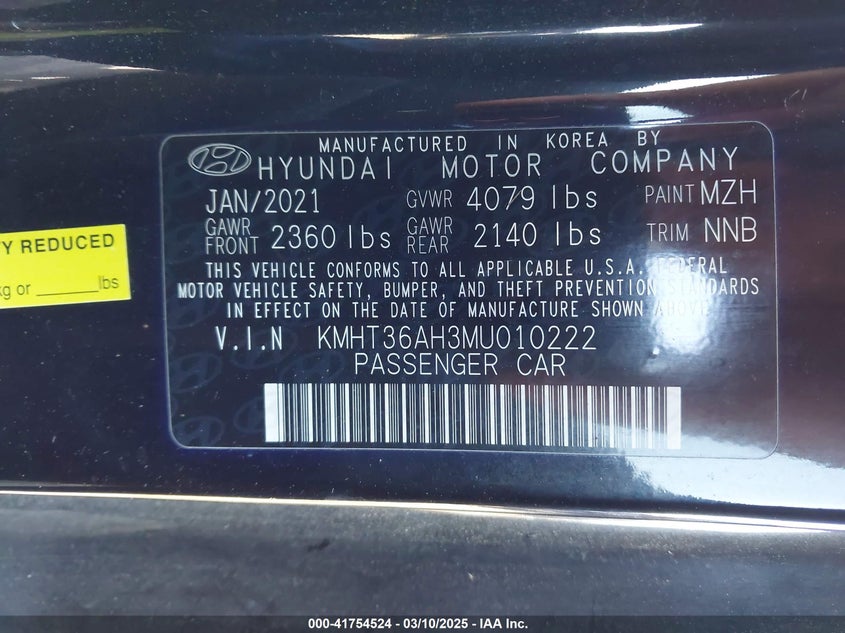 MANUFACTURED IN KOREA BY
HYUNDAI MOTOR COMPANY
JAN/2021 GVWR 4079 lbs PAINT MZH
GAWR FRONT 2360 lbs GAWR REAR 2140 lbs TRIM NNB
THIS VEHICLE CONFORMS TO ALL APPLICABLE U.S.A. FEDERAL
MOTOR VEHICLE SAFETY, BUMPER, AND THEFT PREVENTION STANDARDS
IN EFFECT ON THE DATE OF MANUFACTURE SHOWN ABOVE
V.I.N KMHT36AH3MU010222
PASSENGER CAR
REDUCED
or ______lbs
000-41754524 — 03/10/2025 — IAA Inc.